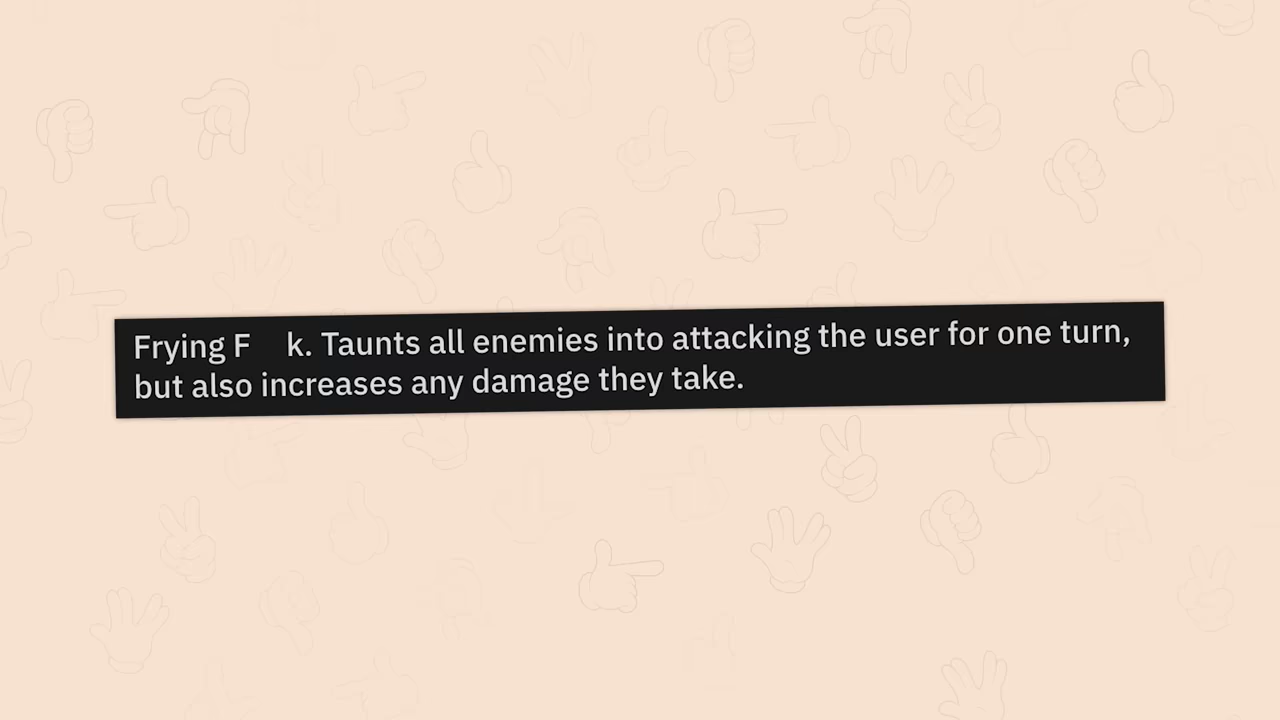 Frying F k. Taunts all enemies into attacking the user for one turn,
but also increases any damage they take.